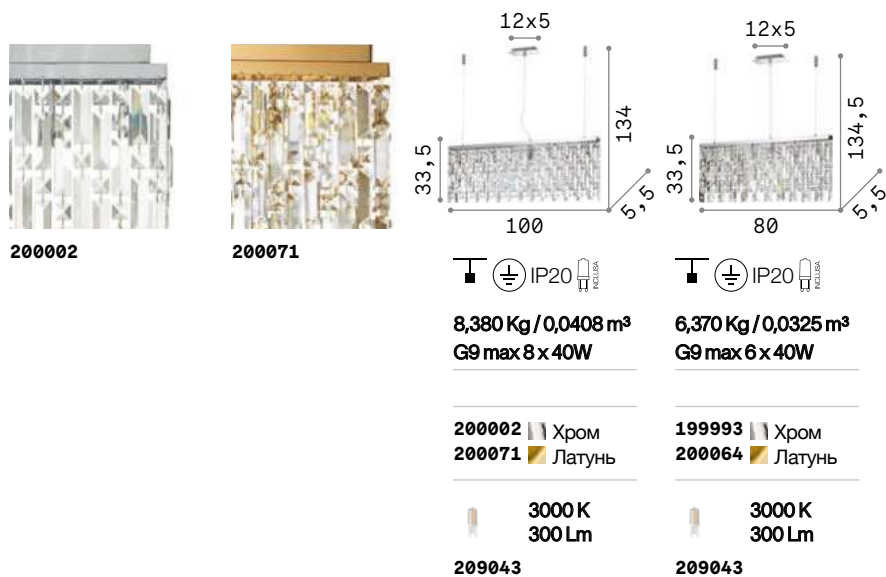 200002
200071
12x5
134
33,5
5,5
100
12x5
134,5
33,5
5,5
80
IP20 INCLUSA
8,380 Kg / 0,0408 m³
G9 max 8 x 40W
200002 Хром
200071 Латунь
3000 K
300 Lm
209043
IP20 INCLUSA
6,370 Kg / 0,0325 m³
G9 max 6 x 40W
199993 Хром
200064 Латунь
3000 K
300 Lm
209043